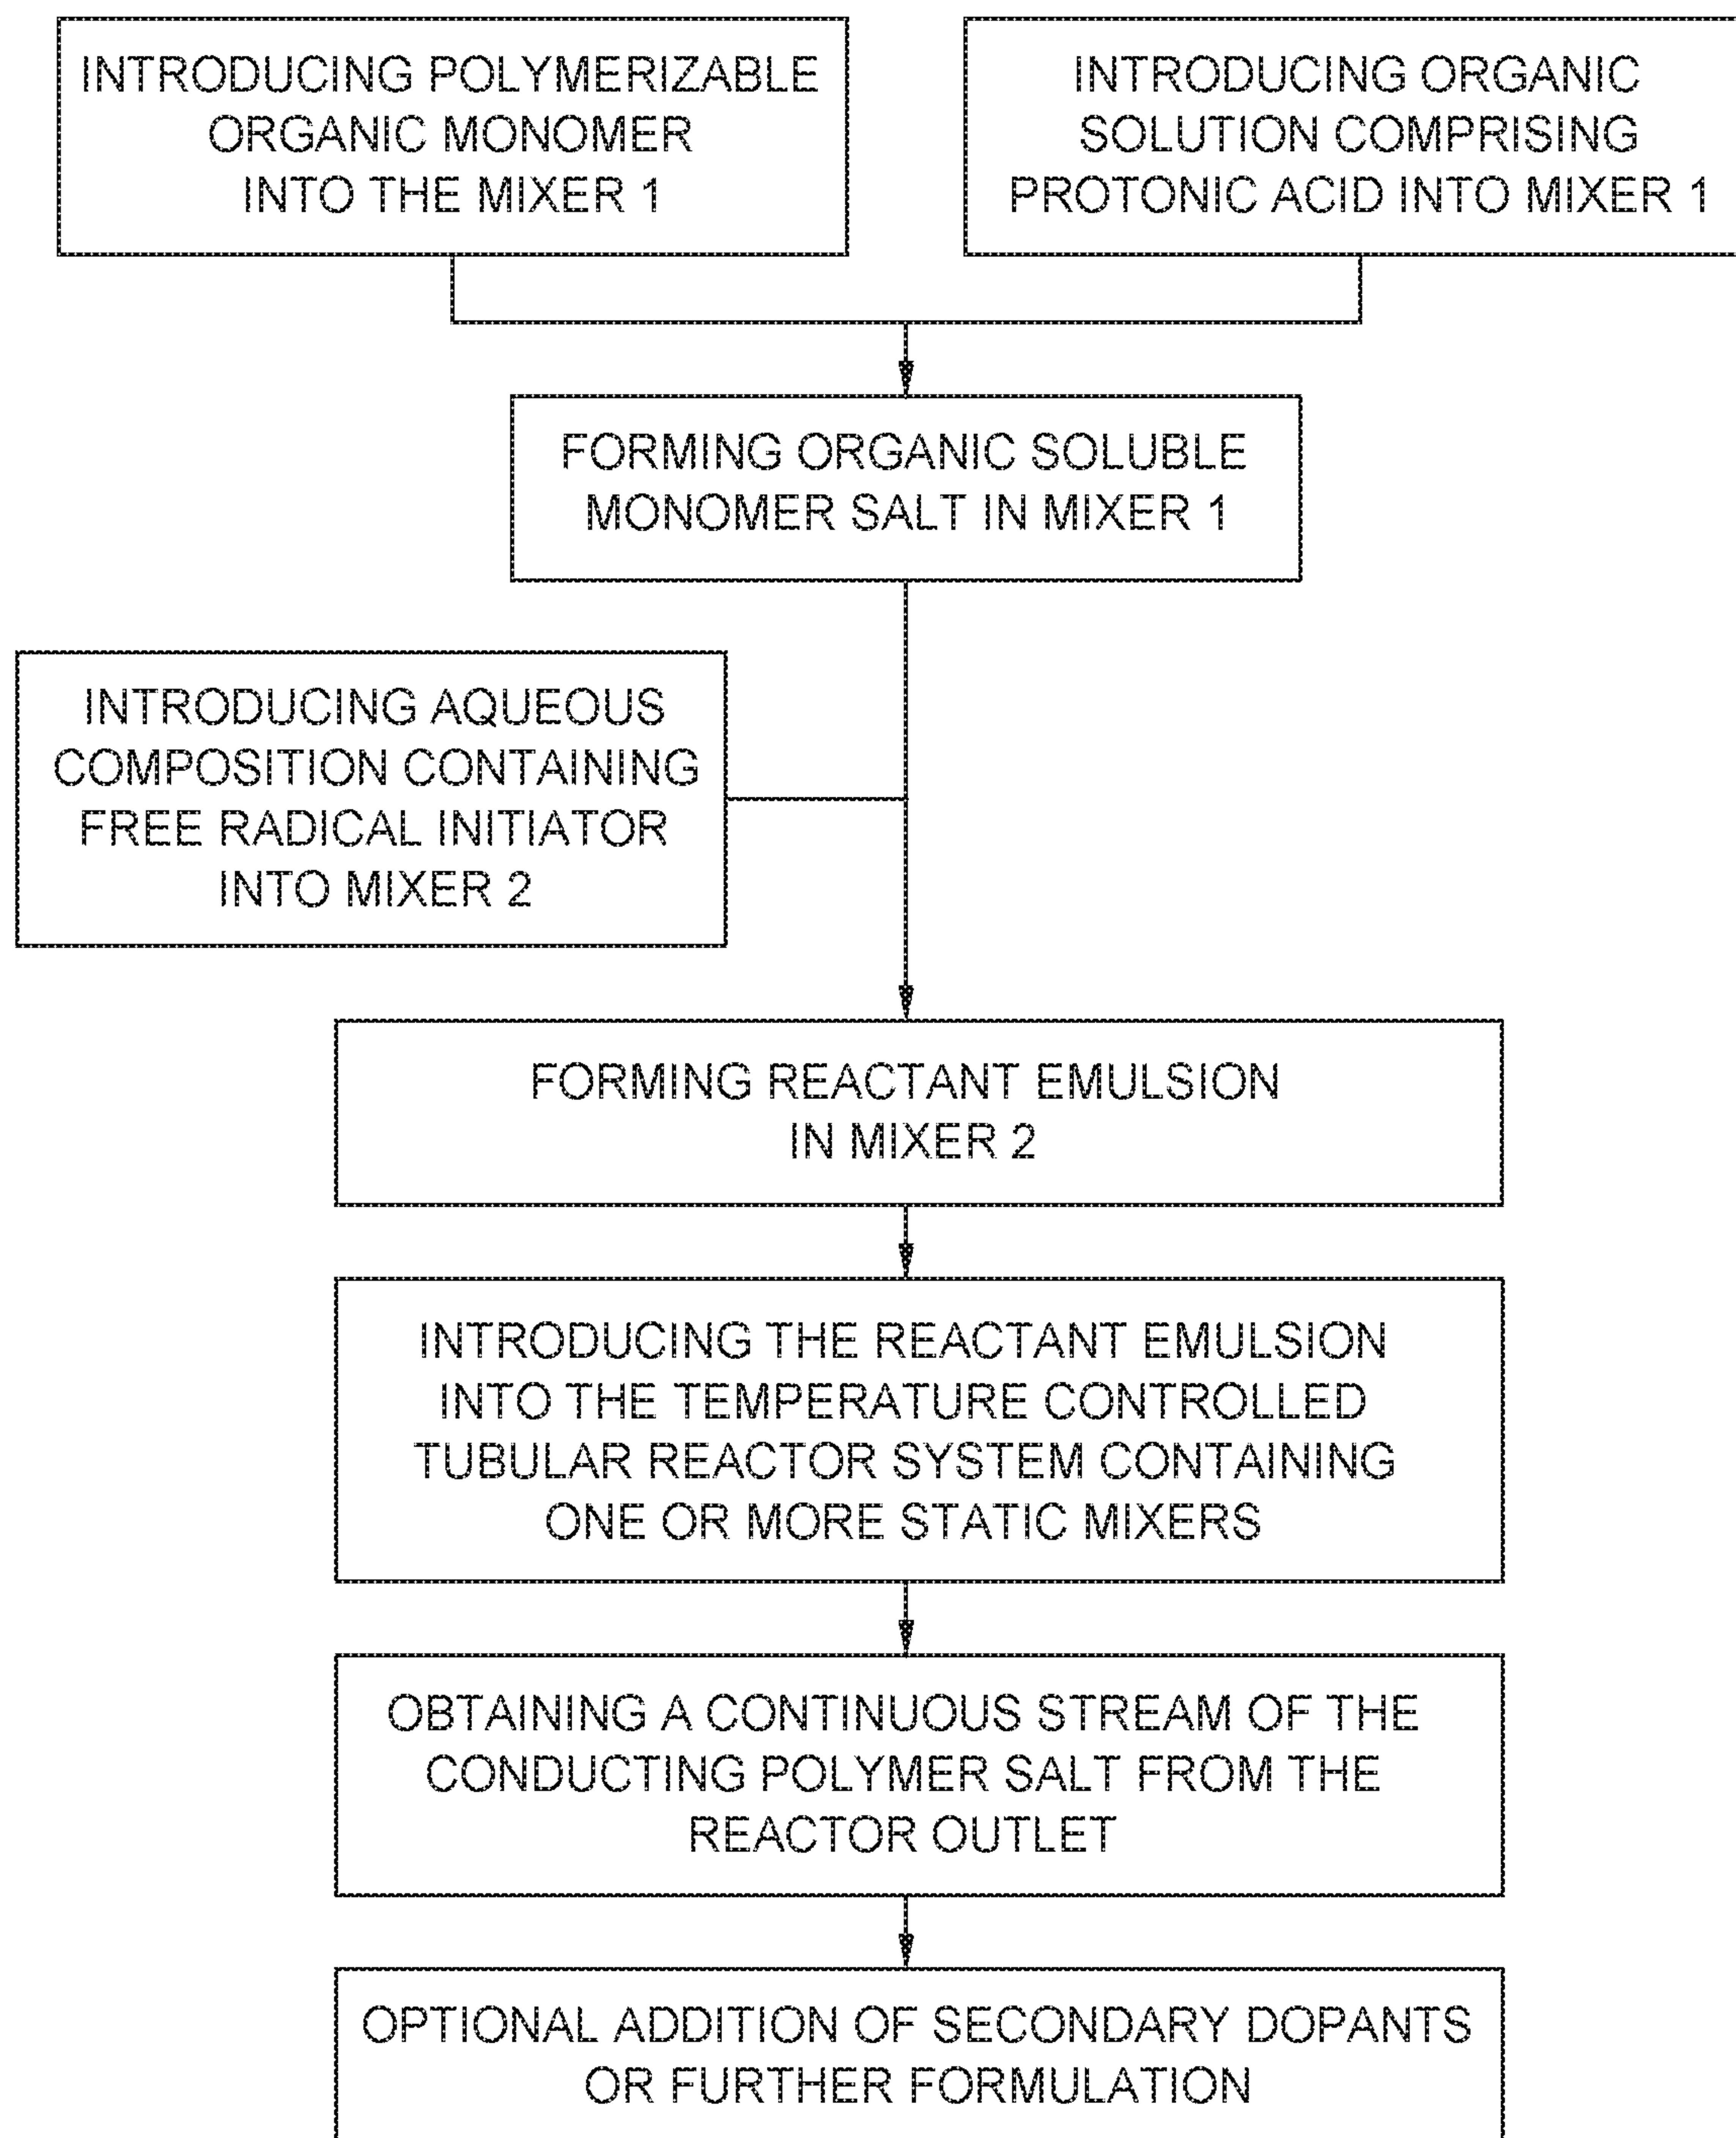 INTRODUCING POLYMERIZABLE
ORGANIC MONOMER
INTO THE MIXER 1
INTRODUCING ORGANIC
SOLUTION COMPRISING
PROTONIC ACID INTO MIXER 1
FORMING ORGANIC SOLUBLE
MONOMER SALT IN MIXER 1
INTRODUCING AQUEOUS
COMPOSITION CONTAINING
FREE RADICAL INITIATOR
INTO MIXER 2
FORMING REACTANT EMULSION
IN MIXER 2
INTRODUCING THE REACTANT EMULSION
INTO THE TEMPERATURE CONTROLLED
TUBULAR REACTOR SYSTEM CONTAINING
ONE OR MORE STATIC MIXERS
OBTAINING A CONTINUOUS STREAM OF THE
CONDUCTING POLYMER SALT FROM THE
REACTOR OUTLET
OPTIONAL ADDITION OF SECONDARY DOPANTS
OR FURTHER FORMULATION